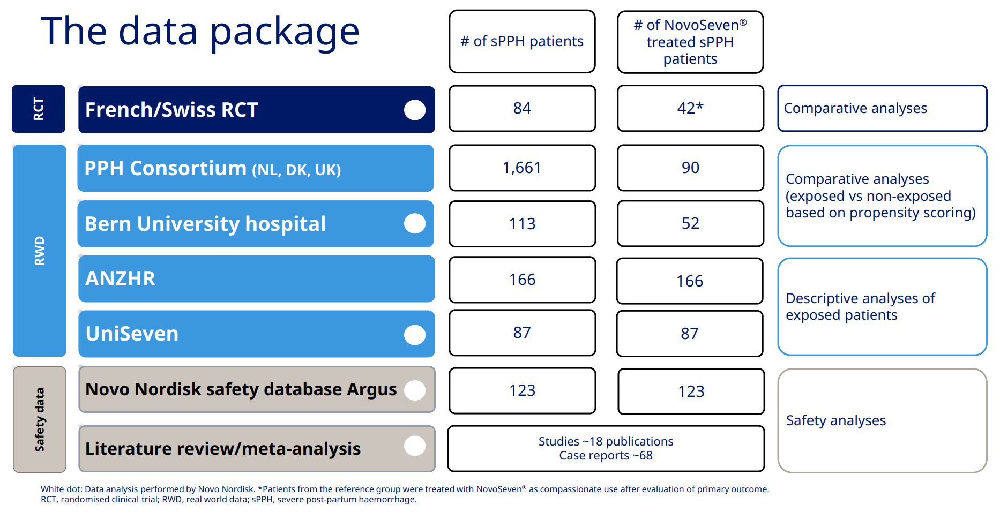 The data package
# of sPPH patients
# of NovoSeven®
treated sPPH
patients
RCT
French/Swiss RCT
84
42*
Comparative analyses
RWD
PPH Consortium (NL, DK, UK)
1,661
90
Comparative analyses
(exposed vs non-exposed
based on propensity scoring)
Bern University hospital
113
52
ANZHR
166
166
Descriptive analyses of
exposed patients
UniSeven
87
87
Safety data
Novo Nordisk safety database Argus
123
123
Safety analyses
Literature review/meta-analysis
Studies ~18 publications
Case reports ~68
White dot: Data analysis performed by Novo Nordisk. *Patients from the reference group were treated with NovoSeven® as compassionate use after evaluation of primary outcome.
RCT, randomised clinical trial; RWD, real world data; sPPH, severe post-partum haemorrhage.